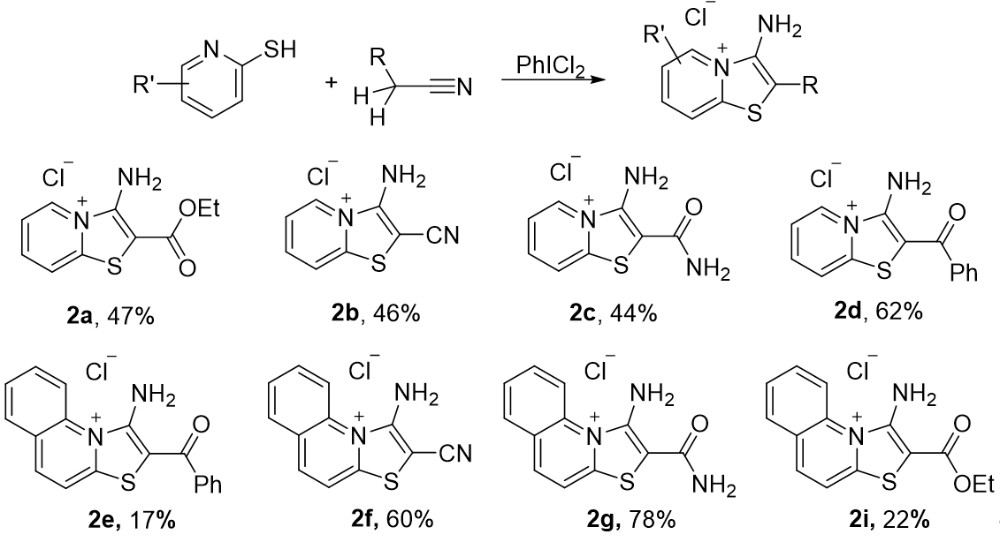 Cl⁻
R' N SH + R H H N PhICl2 R' N+ NH2 R S
Cl⁻ NH2 N+ S OEt O
Cl⁻ NH2 N+ S CN
Cl⁻ NH2 N+ S O NH2
Cl⁻ NH2 N+ S O Ph
2a, 47% 2b, 46% 2c, 44% 2d, 62%
Cl⁻ NH2 N+ S O Ph
Cl⁻ NH2 N+ S CN
Cl⁻ NH2 N+ S O NH2
Cl⁻ NH2 N+ S O OEt
2e, 17% 2f, 60% 2g, 78% 2i, 22%